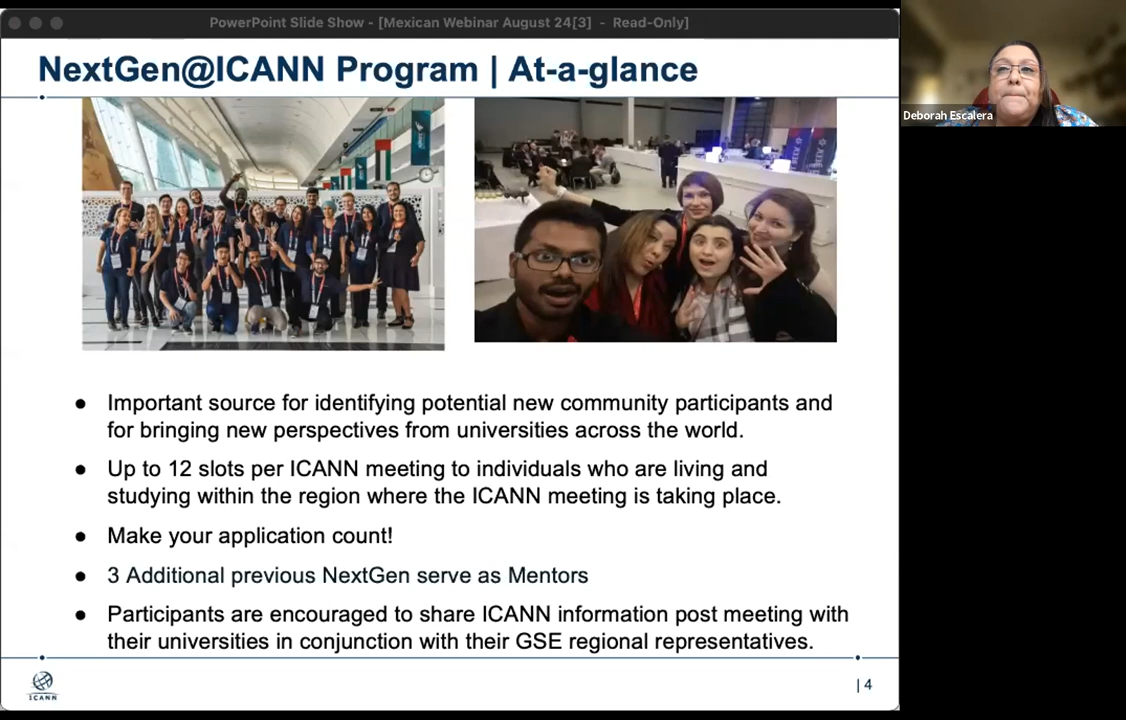 PowerPoint Slide Show - [Mexican Webinar August 24[3] - Read-Only]
NextGen@ICANN Program | At-a-glance
Deborah Escalera
● Important source for identifying potential new community participants and
for bringing new perspectives from universities across the world.
● Up to 12 slots per ICANN meeting to individuals who are living and
studying within the region where the ICANN meeting is taking place.
● Make your application count!
● 3 Additional previous NextGen serve as Mentors
● Participants are encouraged to share ICANN information post meeting with
their universities in conjunction with their GSE regional representatives.
ICANN
| 4